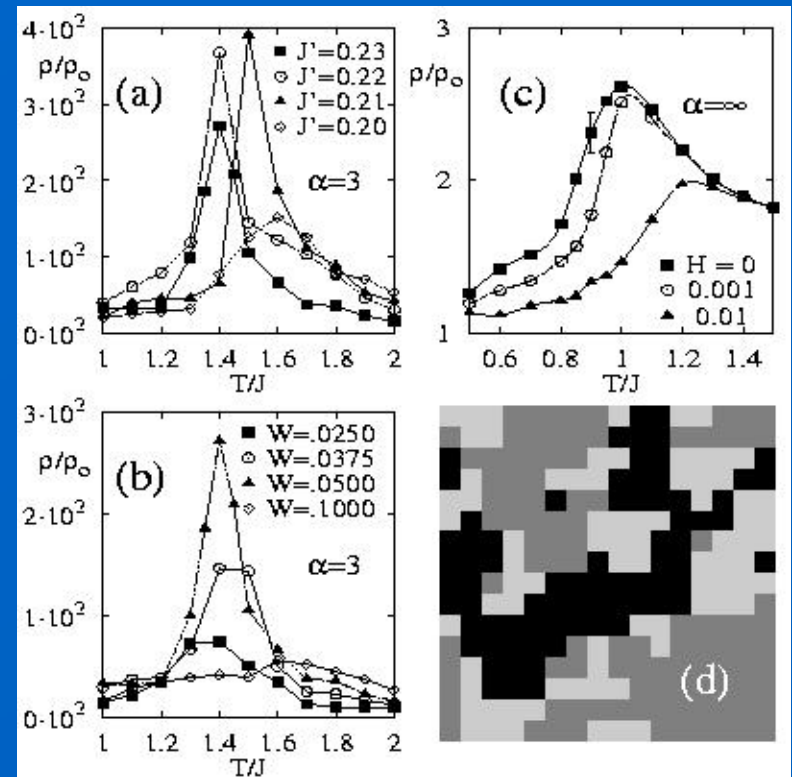 4·10²
ρ/ρₒ
3·10²
2·10²
1·10²
0·10²
(a)
■ J'=0.23
○ J'=0.22
▲ J'=0.21
◇ J'=0.20
α=3
1 1.2 1.4 1.6 1.8 2
T/J
3
ρ/ρₒ
2
1
(c)
α=∞
■ H = 0
○ 0.001
▲ 0.01
0.6 0.8 1 1.2 1.4
T/J
3·10²
ρ/ρₒ
2·10²
1·10²
0·10²
(b)
■ W=.0250
○ W=.0375
▲ W=.0500
◇ W=.1000
α=3
1 1.2 1.4 1.6 1.8 2
T/J
(d)